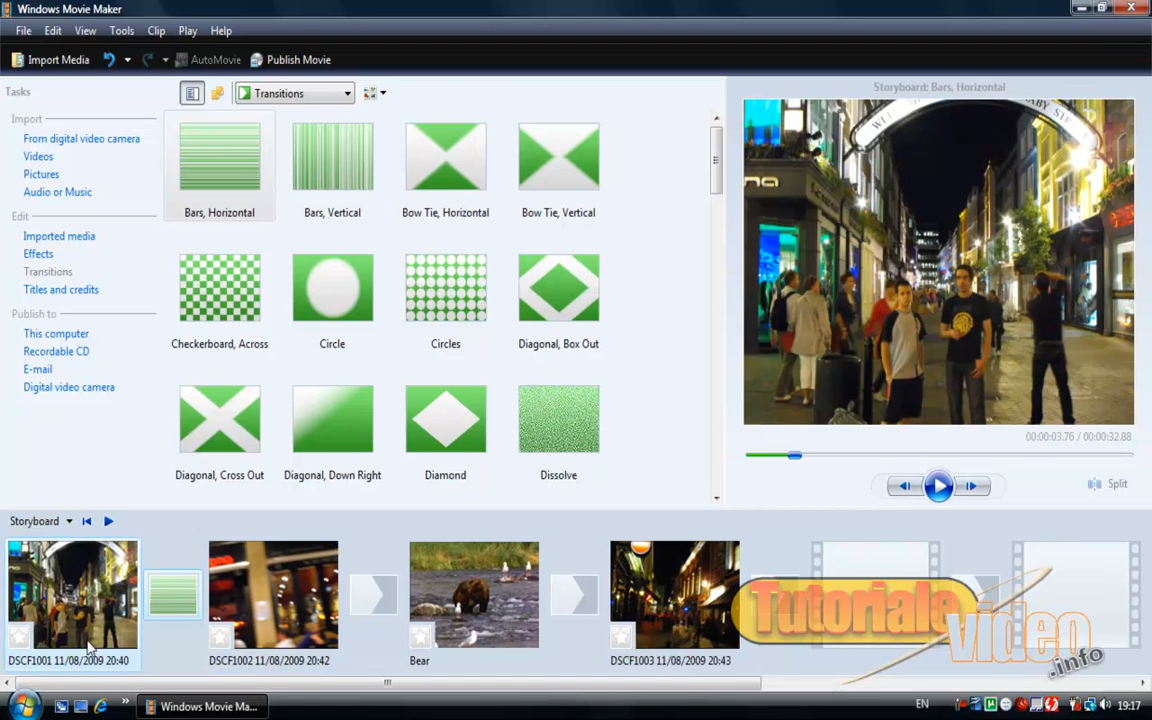 Windows Movie Maker
File Edit View Tools Clip Play Help
Import Media AutoMovie Publish Movie
Tasks
Transitions
Storyboard: Bars, Horizontal
Import
From digital video camera
Videos
Pictures
Audio or Music
Edit
Imported media
Effects
Transitions
Titles and credits
Publish to
This computer
Recordable CD
E-mail
Digital video camera
Bars, Horizontal Bars, Vertical Bow Tie, Horizontal Bow Tie, Vertical
Checkerboard, Across Circle Circles Diagonal, Box Out
Diagonal, Cross Out Diagonal, Down Right Diamond Dissolve
00:00:03.76 / 00:00:32.88
Split
Storyboard
DSCF1001 11/08/2009 20:40 DSCF1002 11/08/2009 20:42 Bear DSCF1003 11/08/2009 20:43
Tutoriale
video
.info
Windows Movie Ma...
EN
19:17